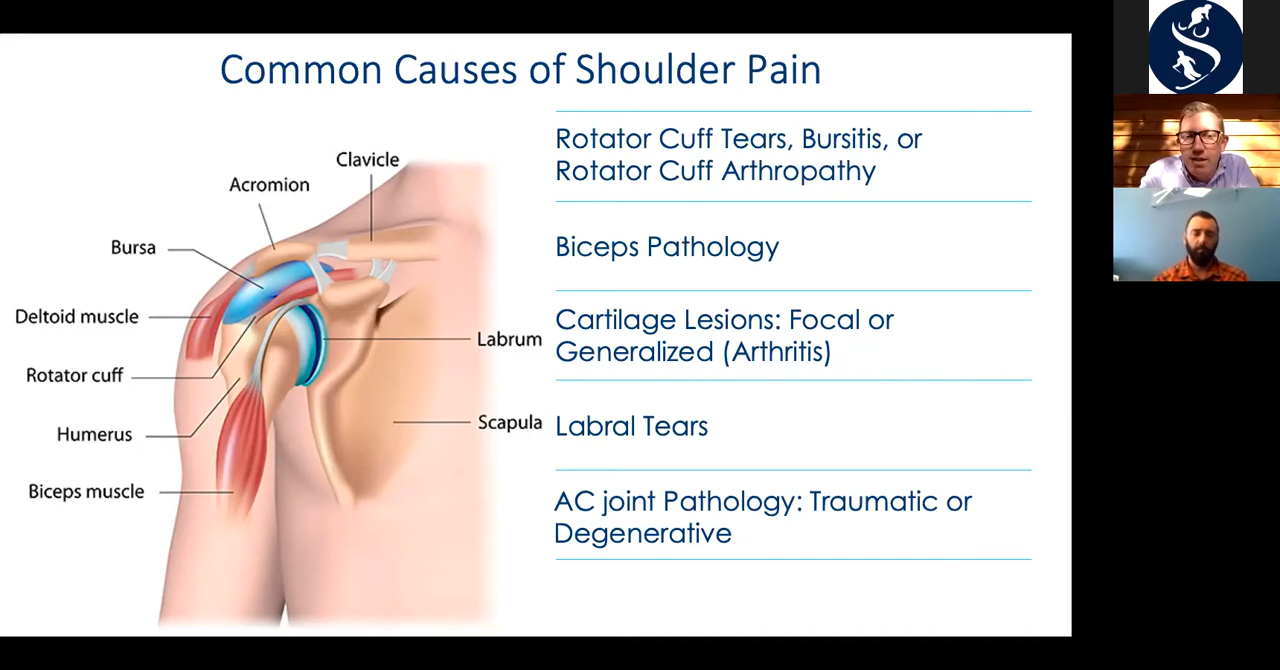 Common Causes of Shoulder Pain
Clavicle
Acromion
Bursa
Deltoid muscle
Rotator cuff
Humerus
Biceps muscle
Labrum
Scapula
Rotator Cuff Tears, Bursitis, or
Rotator Cuff Arthropathy
Biceps Pathology
Cartilage Lesions: Focal or
Generalized (Arthritis)
Labral Tears
AC joint Pathology: Traumatic or
Degenerative